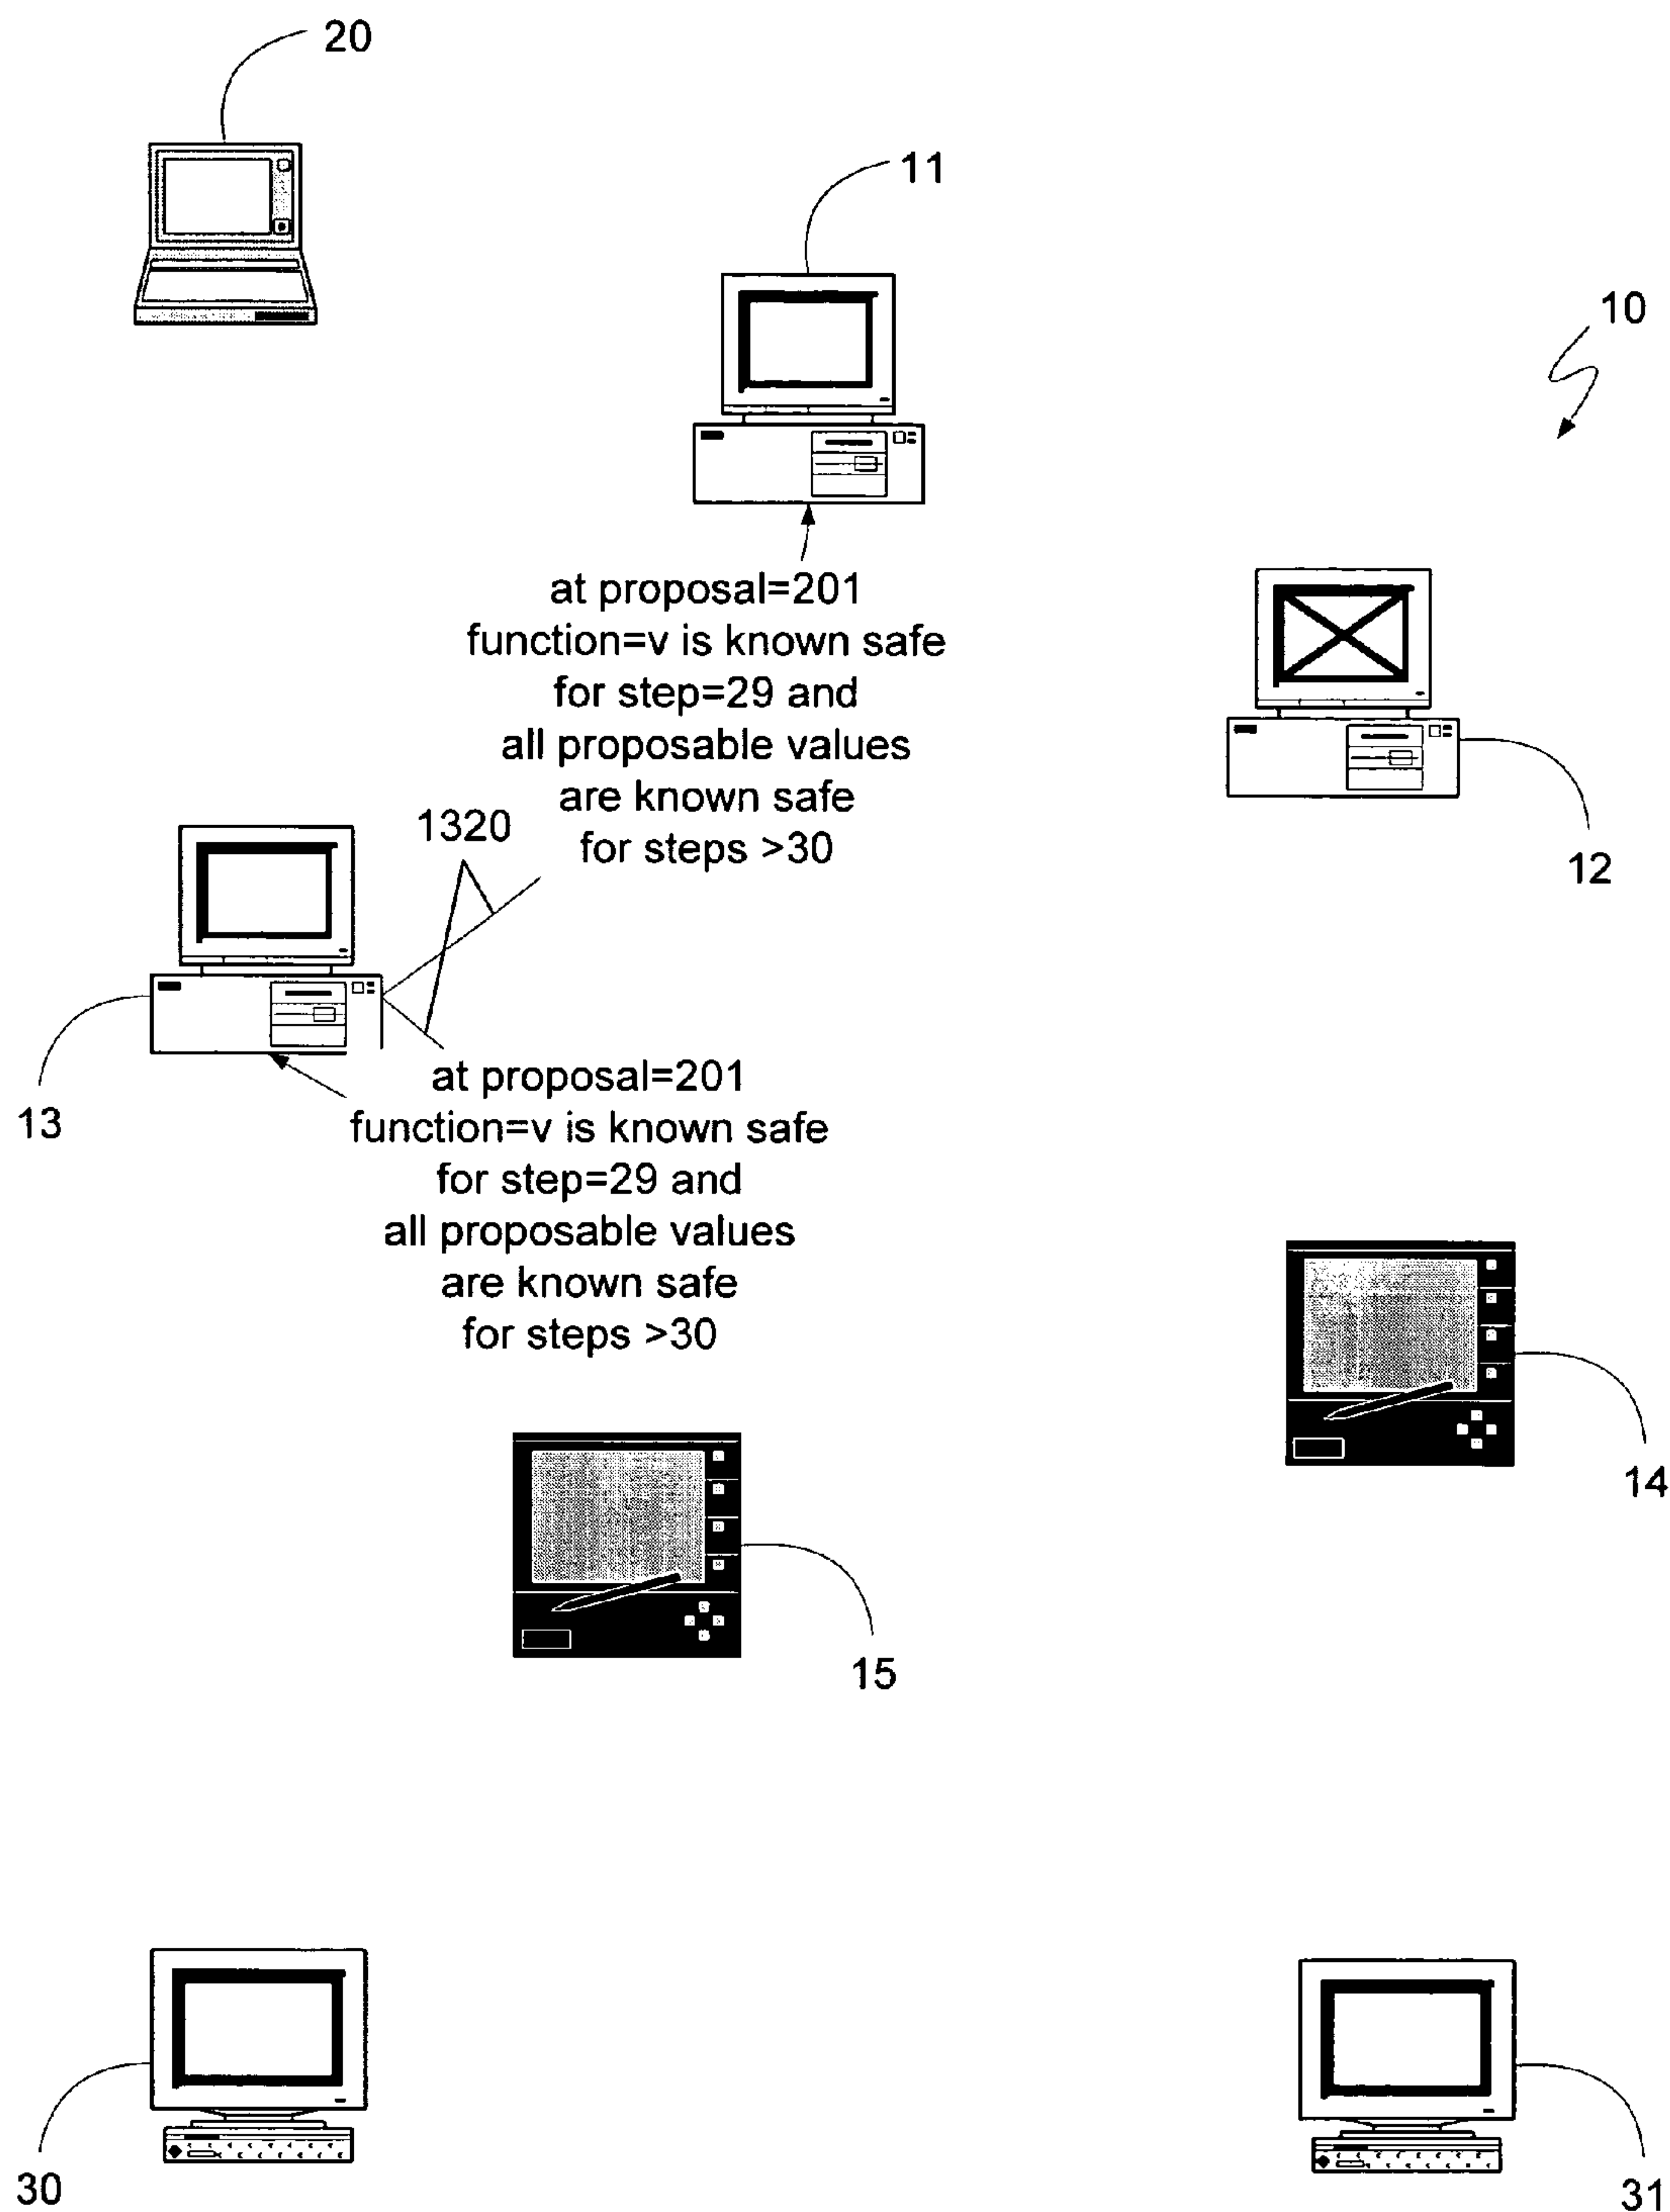 20
11
10
at proposal=201
function=v is known safe
for step=29 and
all proposable values
are known safe
for steps >30
12
1320
13
at proposal=201
function=v is known safe
for step=29 and
all proposable values
are known safe
for steps >30
14
15
30
31